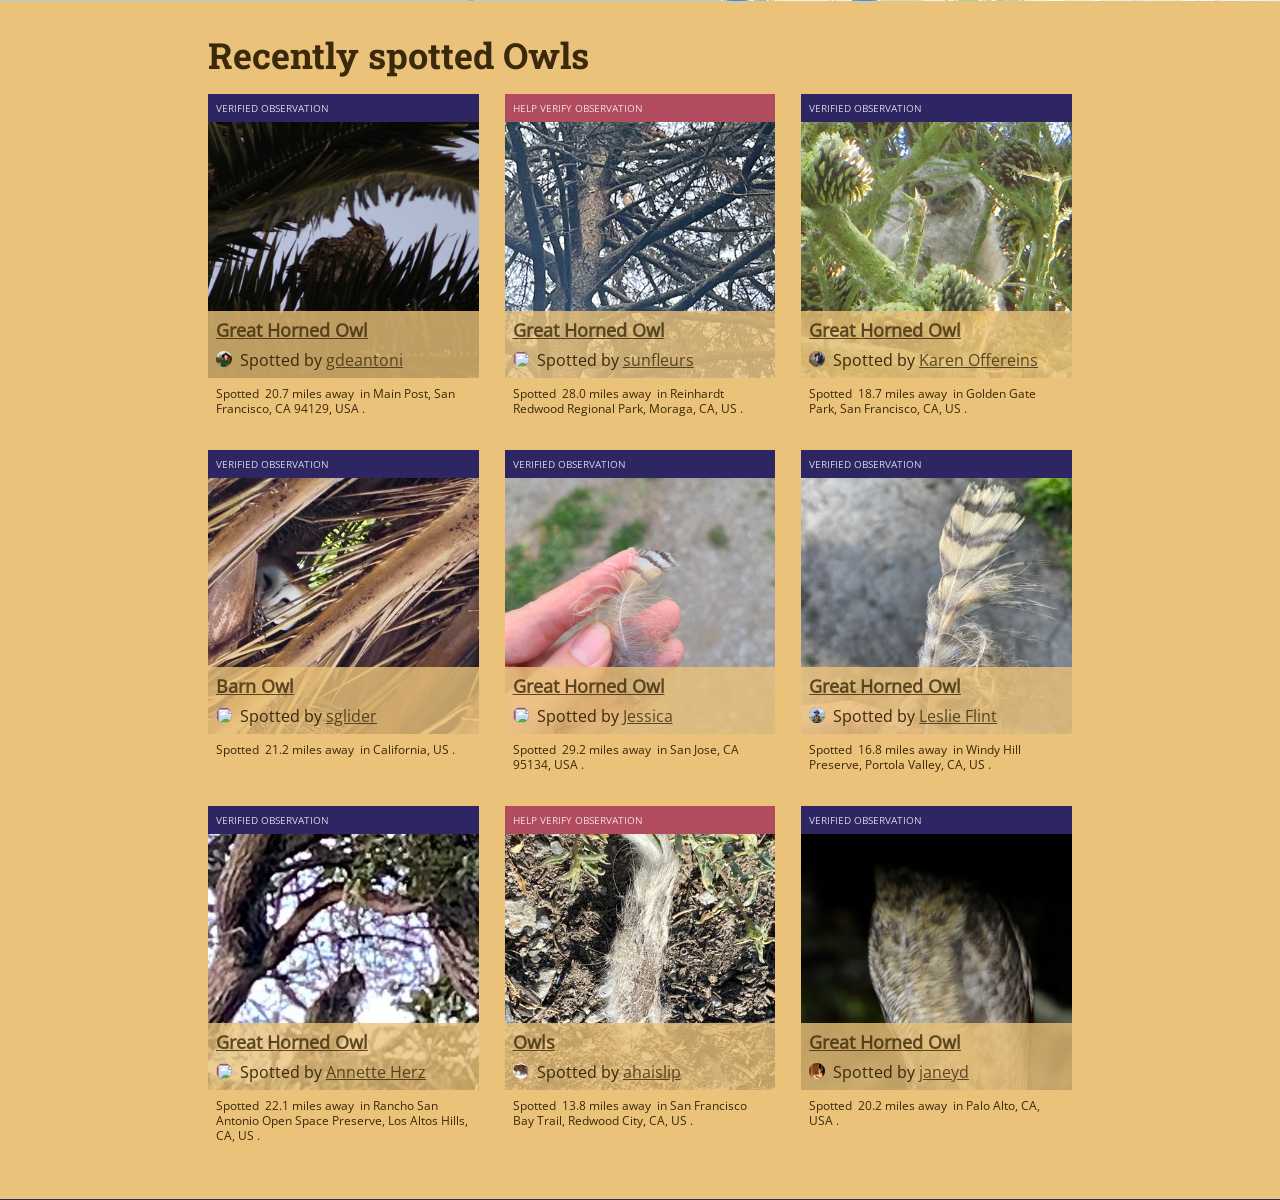 Recently spotted Owls
VERIFIED OBSERVATION
Great Horned Owl
Spotted by gdeantoni
Spotted 20.7 miles away in Main Post, San
Francisco, CA 94129, USA .
HELP VERIFY OBSERVATION
Great Horned Owl
Spotted by sunfleurs
Spotted 28.0 miles away in Reinhardt
Redwood Regional Park, Moraga, CA, US .
VERIFIED OBSERVATION
Great Horned Owl
Spotted by Karen Offereins
Spotted 18.7 miles away in Golden Gate
Park, San Francisco, CA, US .
VERIFIED OBSERVATION
Barn Owl
Spotted by sglider
Spotted 21.2 miles away in California, US .
VERIFIED OBSERVATION
Great Horned Owl
Spotted by Jessica
Spotted 29.2 miles away in San Jose, CA
95134, USA .
VERIFIED OBSERVATION
Great Horned Owl
Spotted by Leslie Flint
Spotted 16.8 miles away in Windy Hill
Preserve, Portola Valley, CA, US .
VERIFIED OBSERVATION
Great Horned Owl
Spotted by Annette Herz
Spotted 22.1 miles away in Rancho San
Antonio Open Space Preserve, Los Altos Hills,
CA, US .
HELP VERIFY OBSERVATION
Owls
Spotted by ahaislip
Spotted 13.8 miles away in San Francisco
Bay Trail, Redwood City, CA, US .
VERIFIED OBSERVATION
Great Horned Owl
Spotted by janeyd
Spotted 20.2 miles away in Palo Alto, CA,
USA .